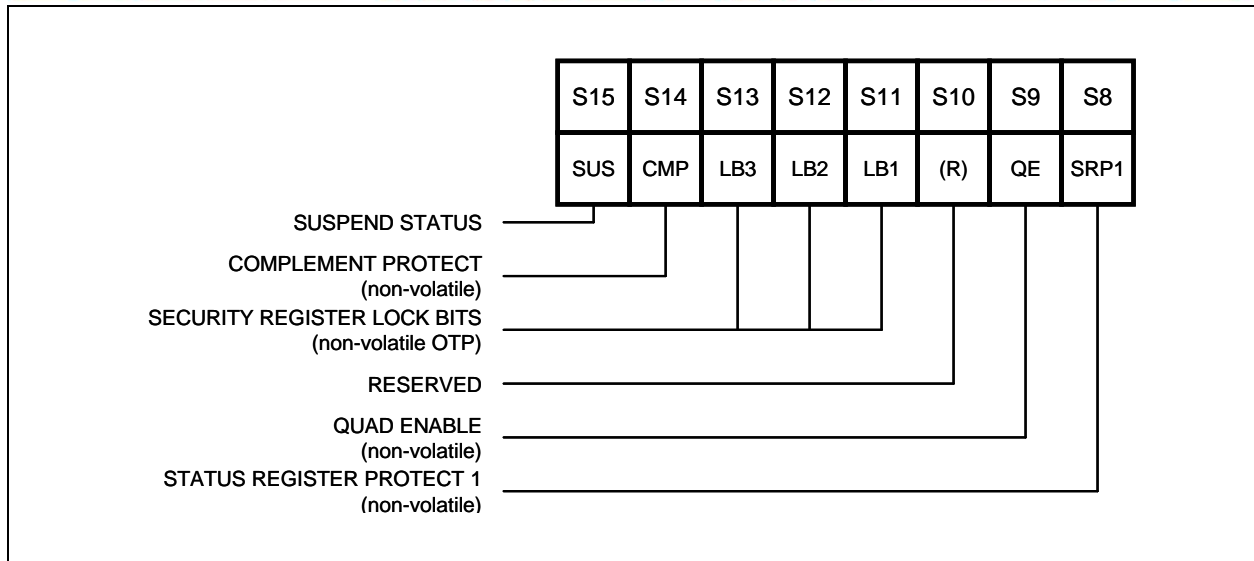 S15 S14 S13 S12 S11 S10 S9 S8
SUS CMP LB3 LB2 LB1 (R) QE SRP1
SUSPEND STATUS
COMPLEMENT PROTECT
(non-volatile)
SECURITY REGISTER LOCK BITS
(non-volatile OTP)
RESERVED
QUAD ENABLE
(non-volatile)
STATUS REGISTER PROTECT 1
(non-volatile)